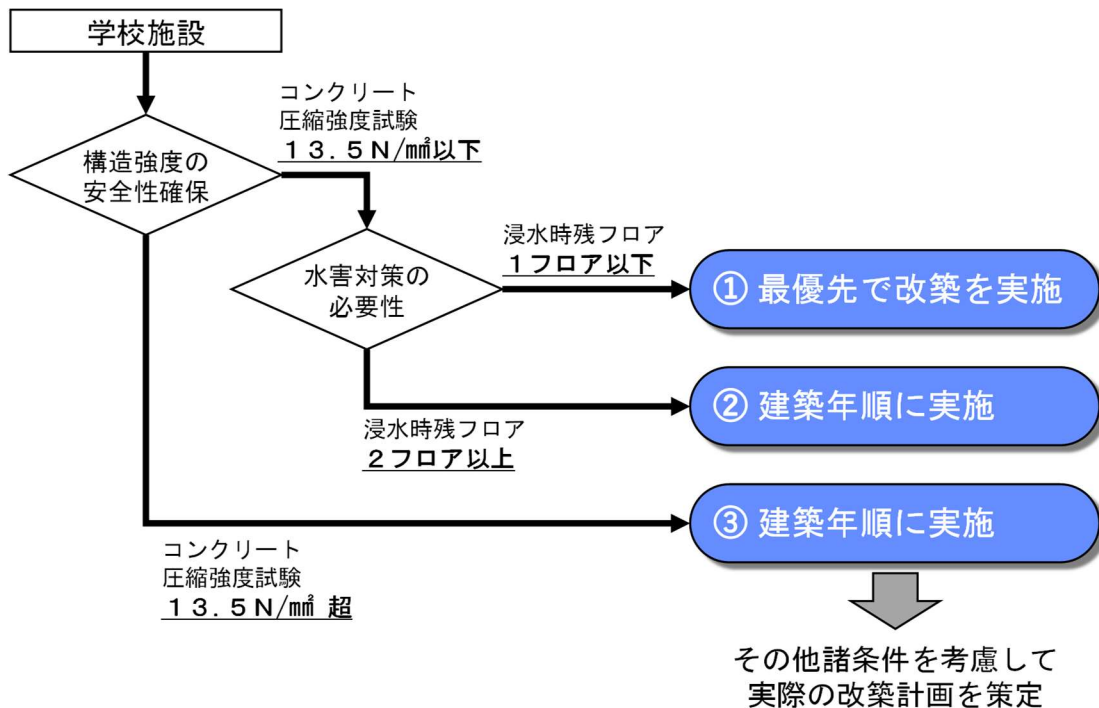 学校施設
コンクリート
圧縮強度試験
１３.５N/㎟以下
構造強度の
安全性確保
浸水時残フロア
１フロア以下
水害対策の
必要性
① 最優先で改築を実施
② 建築年順に実施
浸水時残フロア
２フロア以上
③ 建築年順に実施
コンクリート
圧縮強度試験
１３.５N/㎟ 超
その他諸条件を考慮して
実際の改築計画を策定